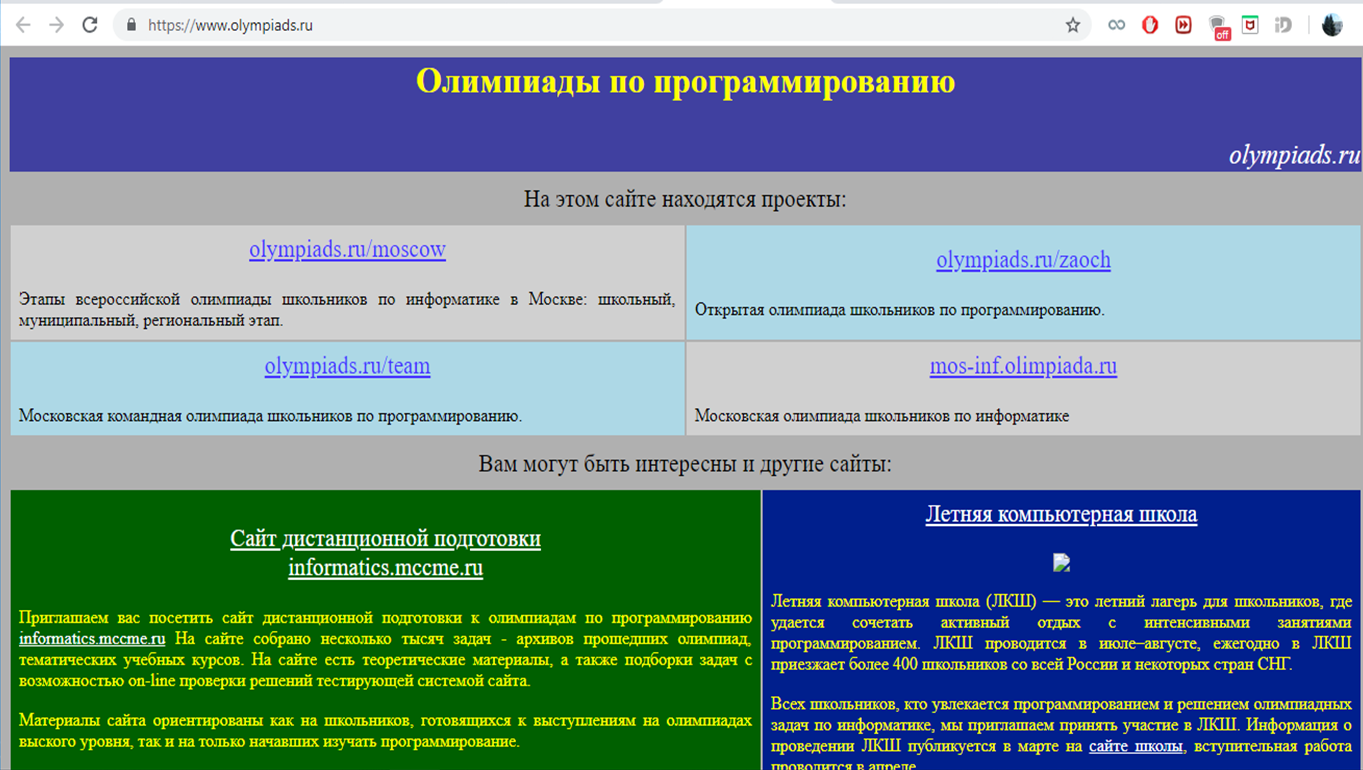 https://www.olympiads.ru
off
Олимпиады по программированию
olympiads.ru
На этом сайте находятся проекты:
olympiads.ru/moscow
Этапы всероссийской олимпиады школьников по информатике в Москве: школьный,
муниципальный, региональный этап.
olympiads.ru/zaoch
Открытая олимпиада школьников по программированию.
olympiads.ru/team
Московская командная олимпиада школьников по программированию.
mos-inf.olimpiada.ru
Московская олимпиада школьников по информатике
Вам могут быть интересны и другие сайты:
Сайт дистанционной подготовки
informatics.mccme.ru
Приглашаем вас посетить сайт дистанционной подготовки к олимпиадам по программированию
informatics.mccme.ru На сайте собрано несколько тысяч задач - архивов прошедших олимпиад,
тематических учебных курсов. На сайте есть теоретические материалы, а также подборки задач с
возможностью on-line проверки решений тестирующей системой сайта.
Материалы сайта ориентированы как на школьников, готовящихся к выступлениям на олимпиадах
выского уровня, так и на только начавших изучать программирование.
Летняя компьютерная школа
Летняя компьютерная школа (ЛКШ) — это летний лагерь для школьников, где
удается сочетать активный отдых с интенсивными занятиями
программированием. ЛКШ проводится в июле–августе, ежегодно в ЛКШ
приезжает более 400 школьников со всей России и некоторых стран СНГ.
Всех школьников, кто увлекается программированием и решением олимпиадных
задач по информатике, мы приглашаем принять участие в ЛКШ. Информация о
проведении ЛКШ публикуется в марте на сайте школы, вступительная работа
проводится в апреле